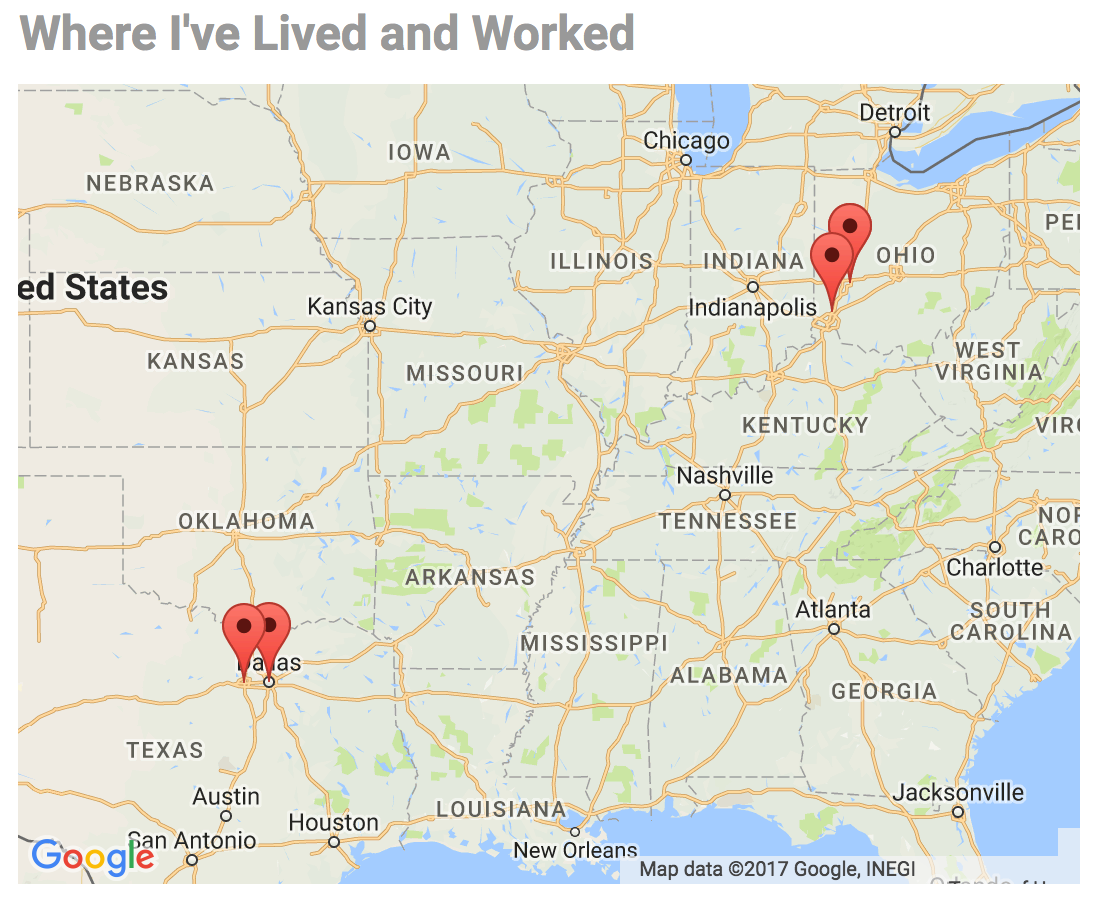 Where I've Lived and Worked
Detroit
Chicago
IOWA
NEBRASKA
PE
OHIO
ILLINOIS
INDIANA
ed States
Kansas City
Indianapolis
WEST
VIRGINIA
KANSAS
MISSOURI
KENTUCKY
VIR
Nashville
OKLAHOMA
TENNESSEE
NOR
CARO
Charlotte
ARKANSAS
Atlanta
SOUTH
CAROLINA
MISSISSIPPI
Dallas
ALABAMA
GEORGIA
TEXAS
Austin
Jacksonville
LOUISIANA
Houston
San Antonio
New Orleans
Google
Map data ©2017 Google, INEGI